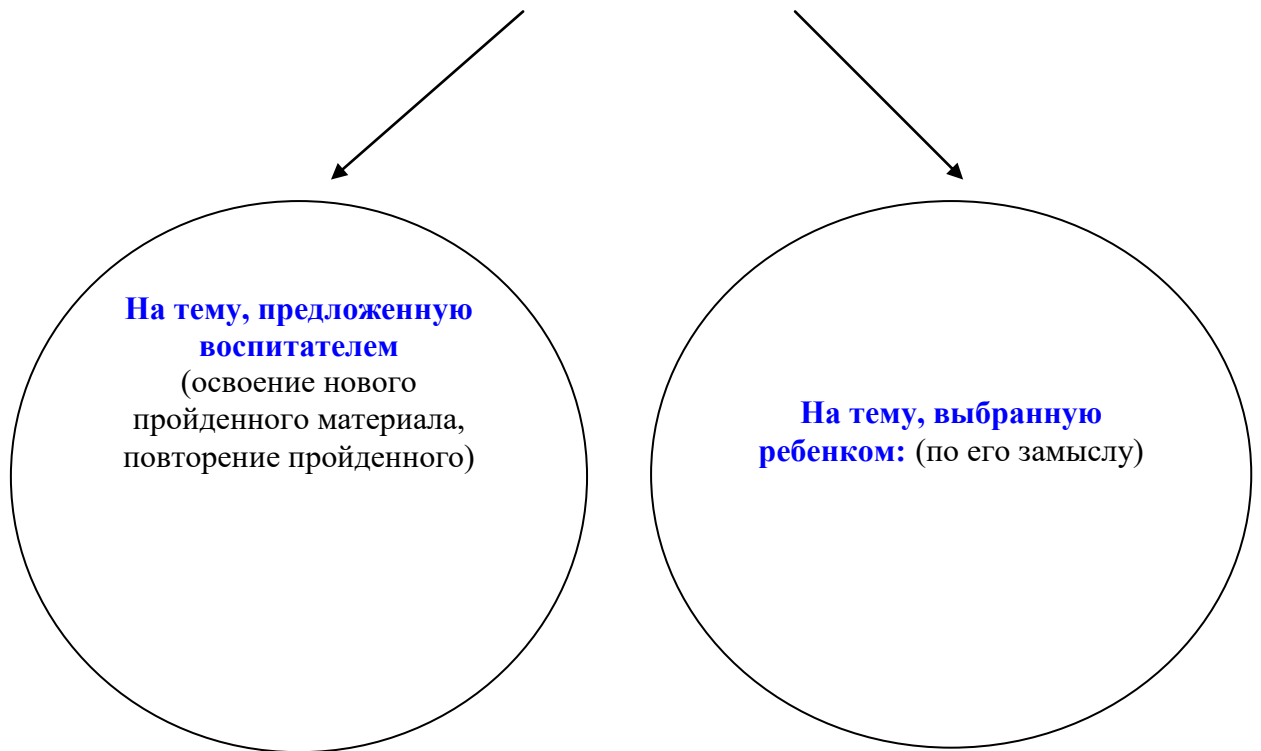 На тему, предложенную
воспитателем
(освоение нового
пройденного материала,
повторение пройденного)
На тему, выбранную
ребенком: (по его замыслу)